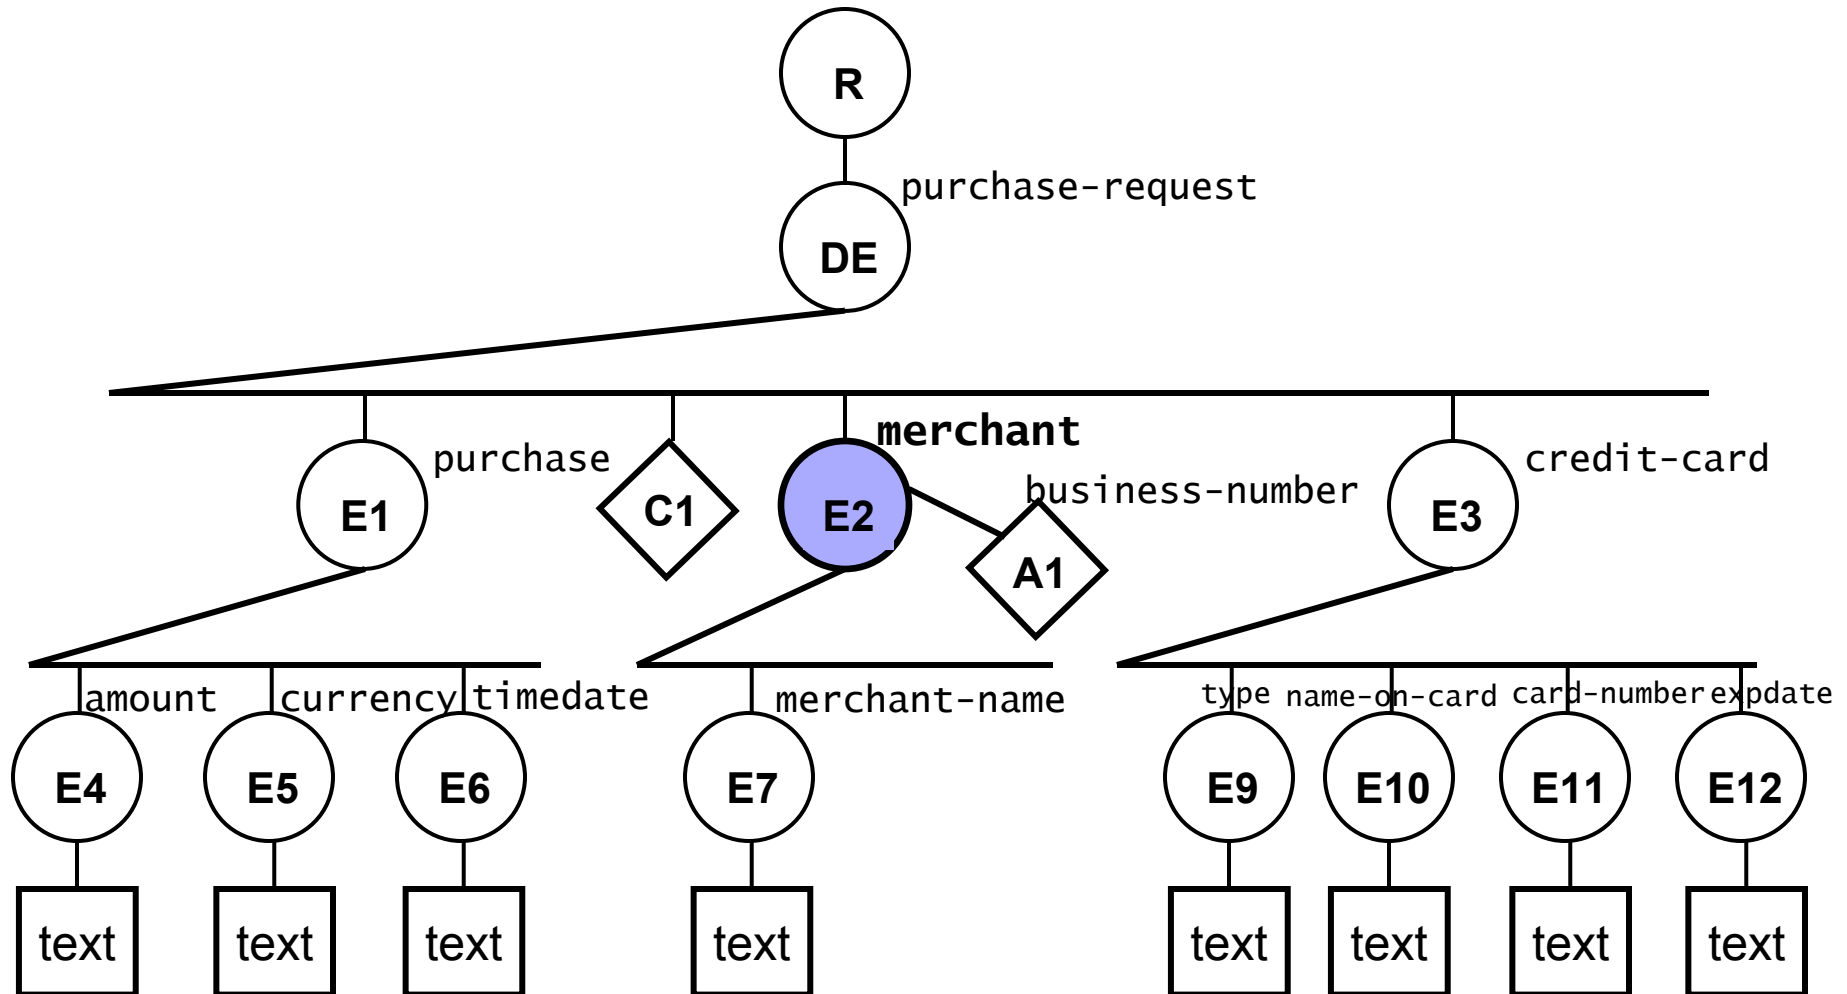 R
purchase-request
DE
merchant
purchase
credit-card
business-number
E1
C1
E2
E3
A1
amount
currency
timedate
merchant-name
type
name-on-card
card-number
expdate
E4
E5
E6
E7
E9
E10
E11
E12
text
text
text
text
text
text
text
text